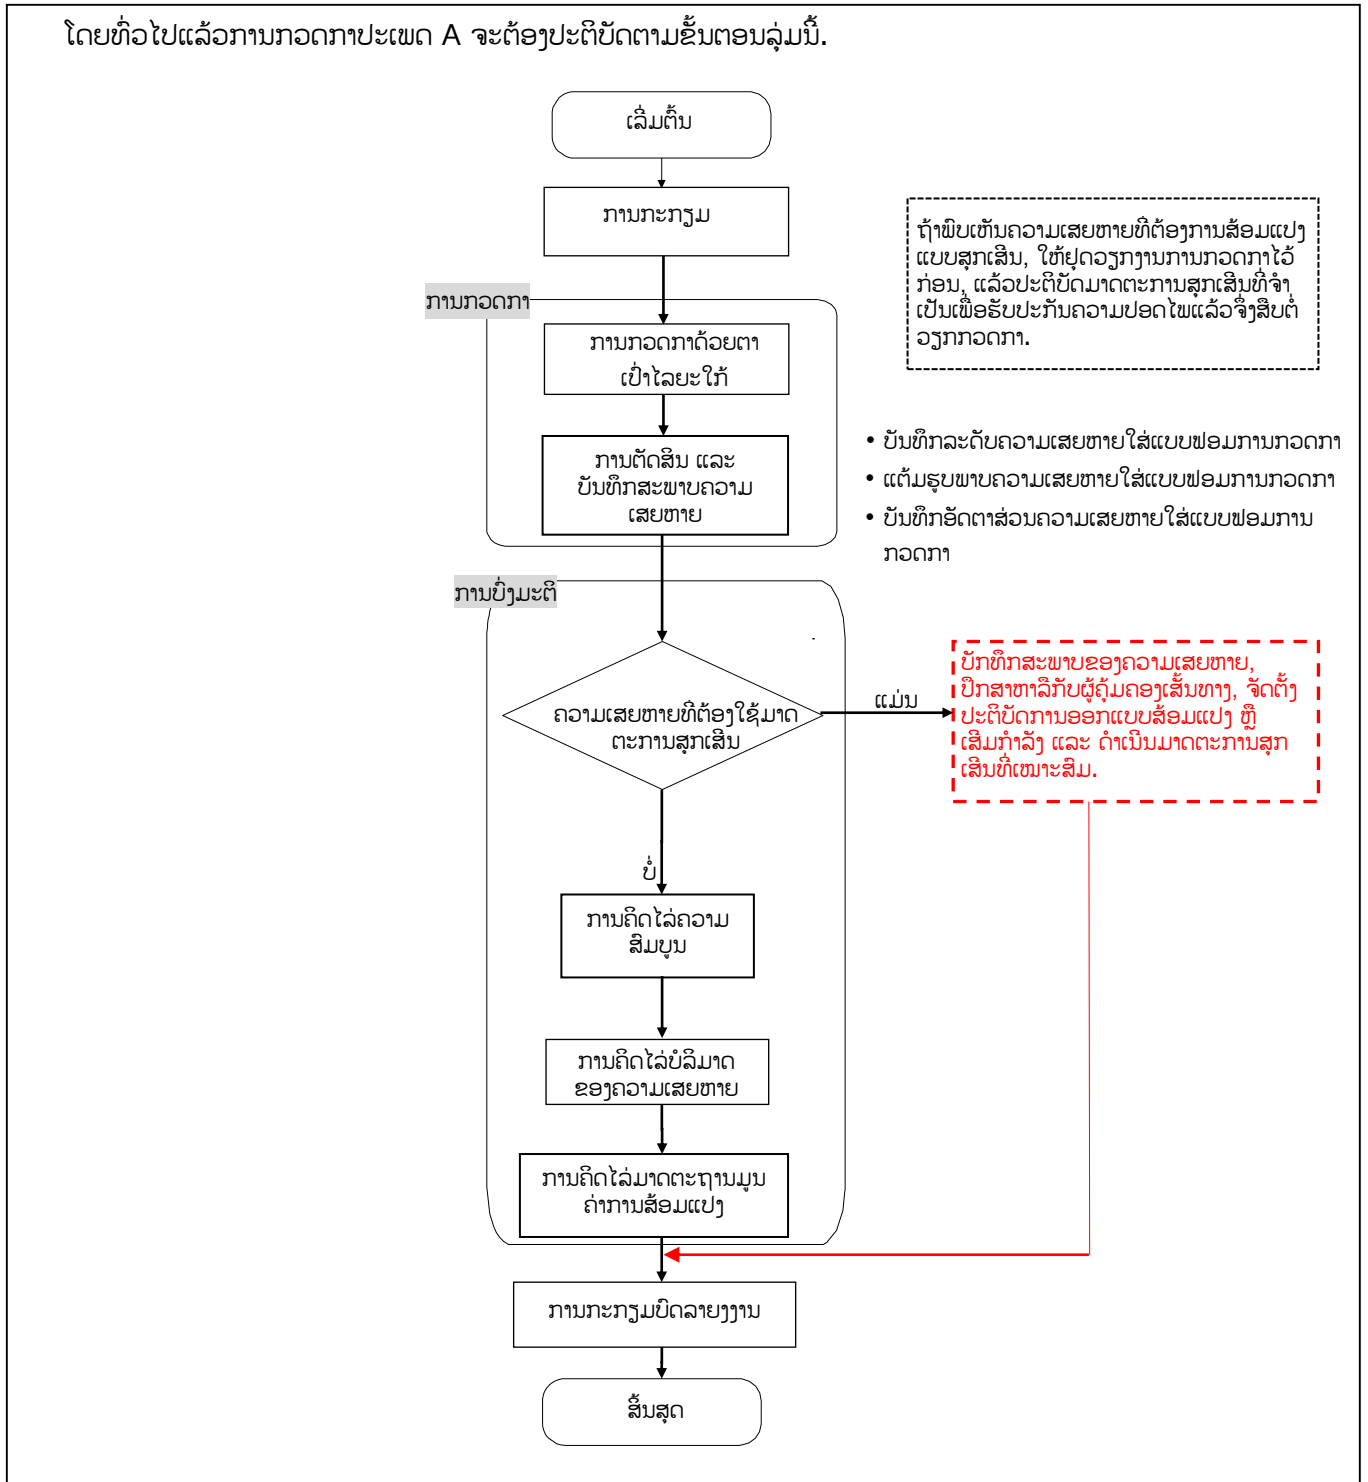 ໂດຍທົ່ວໄປແລ້ວການກວດກາປະເພດ A ຈະຕ້ອງປະຕິບັດຕາມຂັ້ນຕອນລຸ່ມນີ້.
ເລີ່ມຕົ້ນ
ການກະກຽມ
ຖ້າພົບເຫັນຄວາມເສຍຫາຍທີ່ຕ້ອງການສ້ອມແປງ
ແບບສຸກເສີນ, ໃຫ້ຢຸດວຽກງານການກວດກາໄວ້
ກ່ອນ, ແລ້ວປະຕິບັດມາດຕະການສຸກເສີນທີ່ຈໍາ
ເປັນເພື່ອຮັບປະກັນຄວາມປອດໄພແລ້ວຈຶ່ງສືບຕໍ່
ວຽກກວດກາ.
ການກວດກາ
ການກວດກາດ້ວຍຕາ
ເປົ່າໄລຍະໃກ້
ການຕັດສິນ ແລະ
ບັນທຶກສະພາບຄວາມ
ເສຍຫາຍ
• ບັນທຶກລະດັບຄວາມເສຍຫາຍໃສ່ແບບຟອມການກວດກາ
• ແຕ້ມຮູບພາບຄວາມເສຍຫາຍໃສ່ແບບຟອມການກວດກາ
• ບັນທຶກອັດຕາສ່ວນຄວາມເສຍຫາຍໃສ່ແບບຟອມການ
ກວດກາ
ການບົ່ງມະຕິ
ຄວາມເສຍຫາຍທີ່ຕ້ອງໃຊ້ມາດ
ຕະການສຸກເສີນ
ແມ່ນ
ບັກທຶກສະພາບຂອງຄວາມເສຍຫາຍ,
ປຶກສາຫາລືກັບຜູ້ຄຸ້ມຄອງເສັ້ນທາງ, ຈັດຕັ້ງ
ປະຕິບັດການອອກແບບສ້ອມແປງ ຫຼື
ເສີມກໍາລັງ ແລະ ດໍາເນີນມາດຕະການສຸກ
ເສີນທີ່ເໝາະສົມ.
ບໍ່
ການຄິດໄລ່ຄວາມ
ສົມບູນ
ການຄິດໄລ່ບໍລິມາດ
ຂອງຄວາມເສຍຫາຍ
ການຄິດໄລ່ມາດຕະຖານມູນ
ຄ່າການສ້ອມແປງ
ການກະກຽມບົດລາຍງງານ
ສິ້ນສຸດ